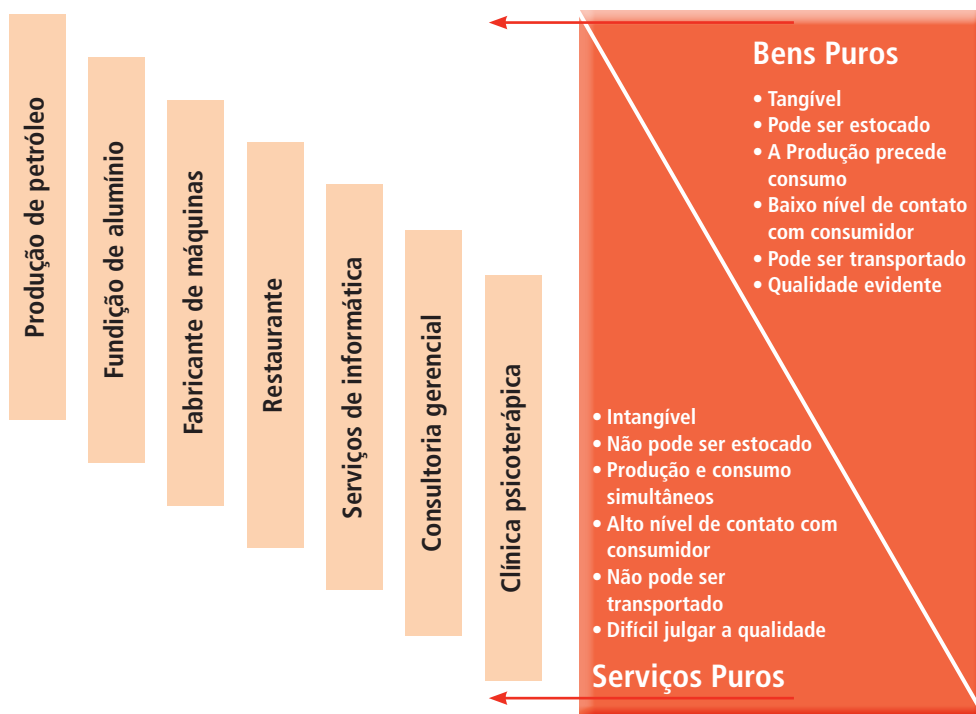 Produção de petróleo
Fundição de alumínio
Fabricante de máquinas
Restaurante
Serviços de informática
Consultoria gerencial
Clínica psicoterápica
Bens Puros
• Tangível
• Pode ser estocado
• A Produção precede
consumo
• Baixo nível de contato
com consumidor
• Pode ser transportado
• Qualidade evidente
• Intangível
• Não pode ser estocado
• Produção e consumo
simultâneos
• Alto nível de contato com
consumidor
• Não pode ser
transportado
• Difícil julgar a qualidade
Serviços Puros